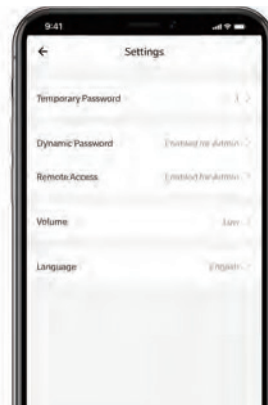 9:41
Settings
Temporary Password
Dynamic Password Enabled for Admin
Remote Access Enabled for Admin
Volume Low
Language English